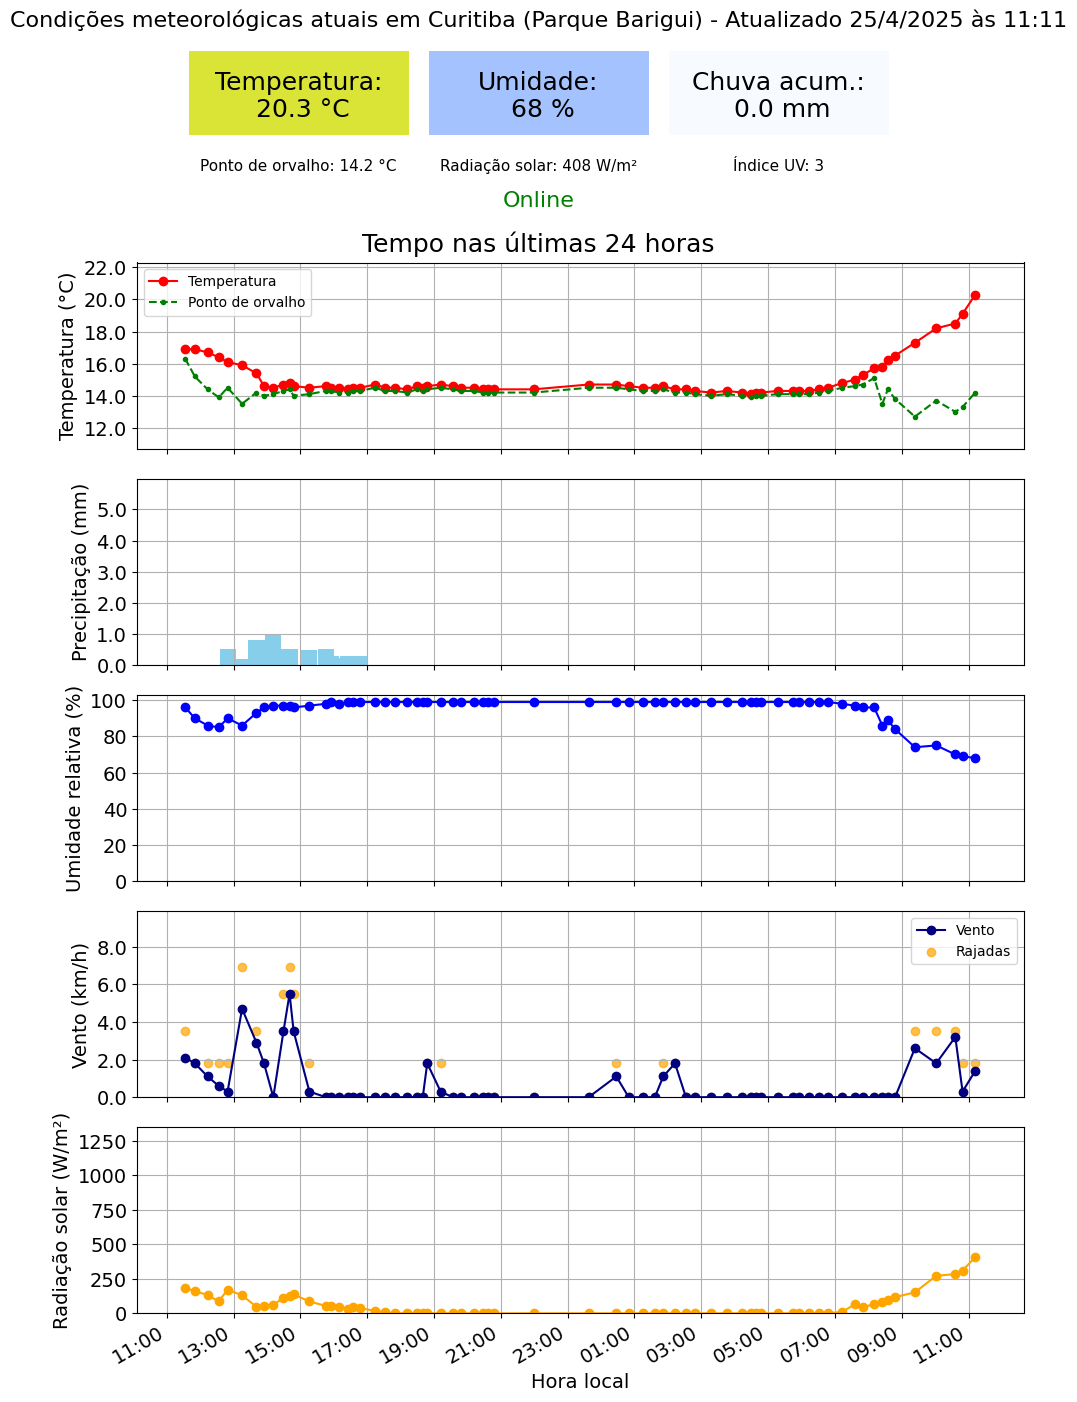 Condições meteorológicas atuais em Curitiba (Parque Barigui) - Atualizado 25/4/2025 às 11:11
Temperatura:
20.3 °C
Umidade:
68 %
Chuva acum.:
0.0 mm
Ponto de orvalho: 14.2 °C
Radiação solar: 408 W/m²
Índice UV: 3
Online
Tempo nas últimas 24 horas
Temperatura (°C)
22.0
20.0
18.0
16.0
14.0
12.0
Temperatura
Ponto de orvalho
Precipitação (mm)
5.0
4.0
3.0
2.0
1.0
0.0
Umidade relativa (%)
100
80
60
40
20
0
Vento (km/h)
8.0
6.0
4.0
2.0
0.0
Vento
Rajadas
Radiação solar (W/m²)
1250
1000
750
500
250
0
11:00
13:00
15:00
17:00
19:00
21:00
23:00
01:00
03:00
05:00
07:00
09:00
11:00
Hora local